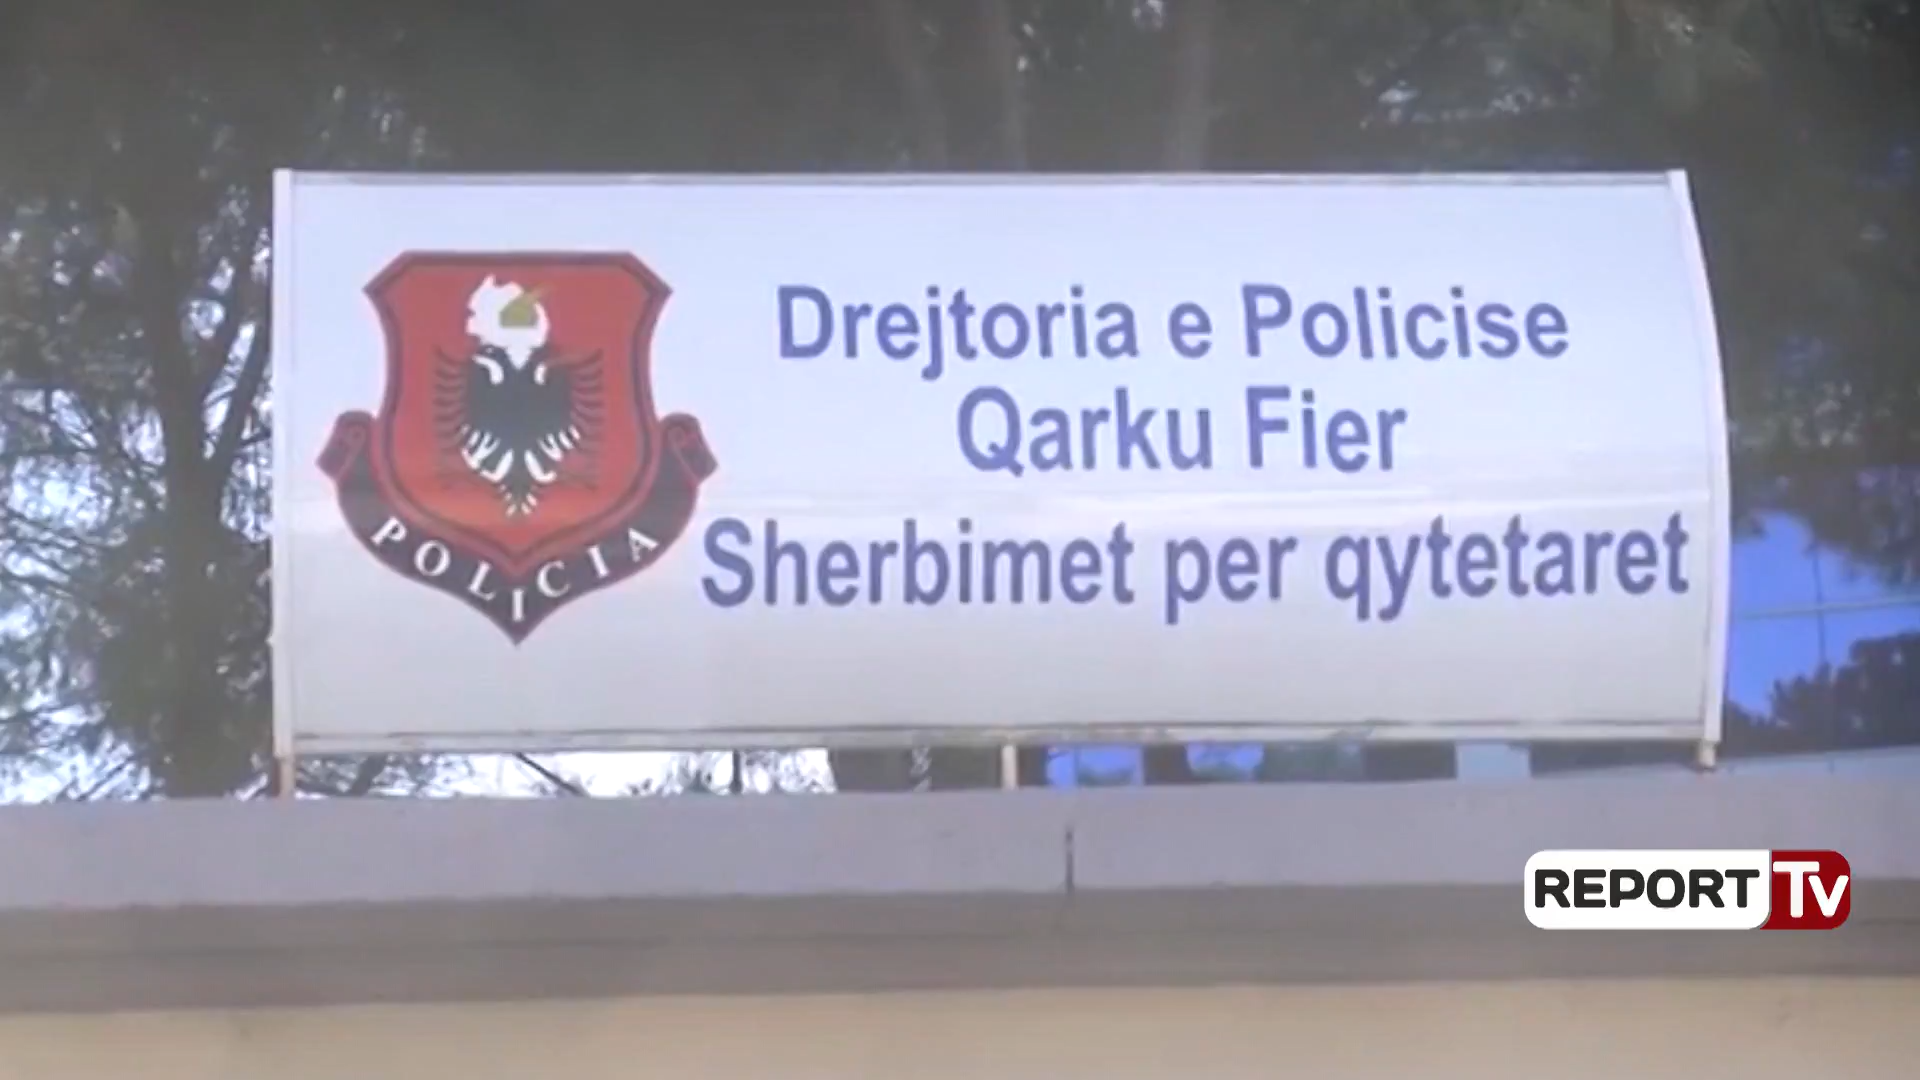 Drejtoria e Policise
Qarku Fier
Sherbimet per qytetaret
POLICIA
REPORT Tv